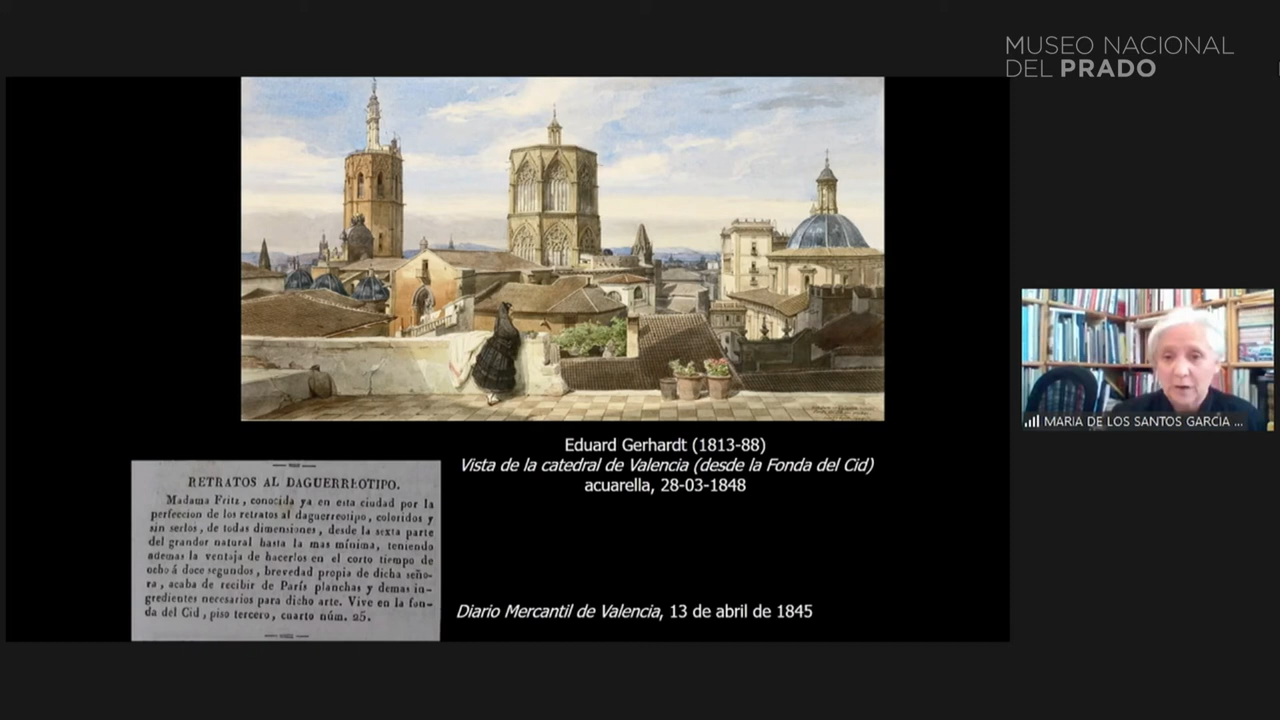 MUSEO NACIONAL
DEL PRADO
Eduard Gerhardt (1813-88)
Vista de la catedral de Valencia (desde la Fonda del Cid)
acuarella, 28-03-1848
RETRATOS AL DAGUERREOTIPO.
Madama Fritz, conocida ya en esta ciudad por la
perfeccion de los retratos al daguerreotipo, coloridos y
sin serlos, de todas dimensiones, desde la sexta parte
del grandor natural hasta la mas mínima, teniendo
ademas la ventaja de hacerlos en el corto tiempo de
ocho á doce segundos, brevedad propia de dicha seño-
ra, acaba de recibir de París planchas y demas in-
gredientes necesarios para dicho arte. Vive en la fon-
da del Cid, piso tercero, cuarto núm. 25.
Diario Mercantil de Valencia, 13 de abril de 1845
MARIA DE LOS SANTOS GARCIA ...